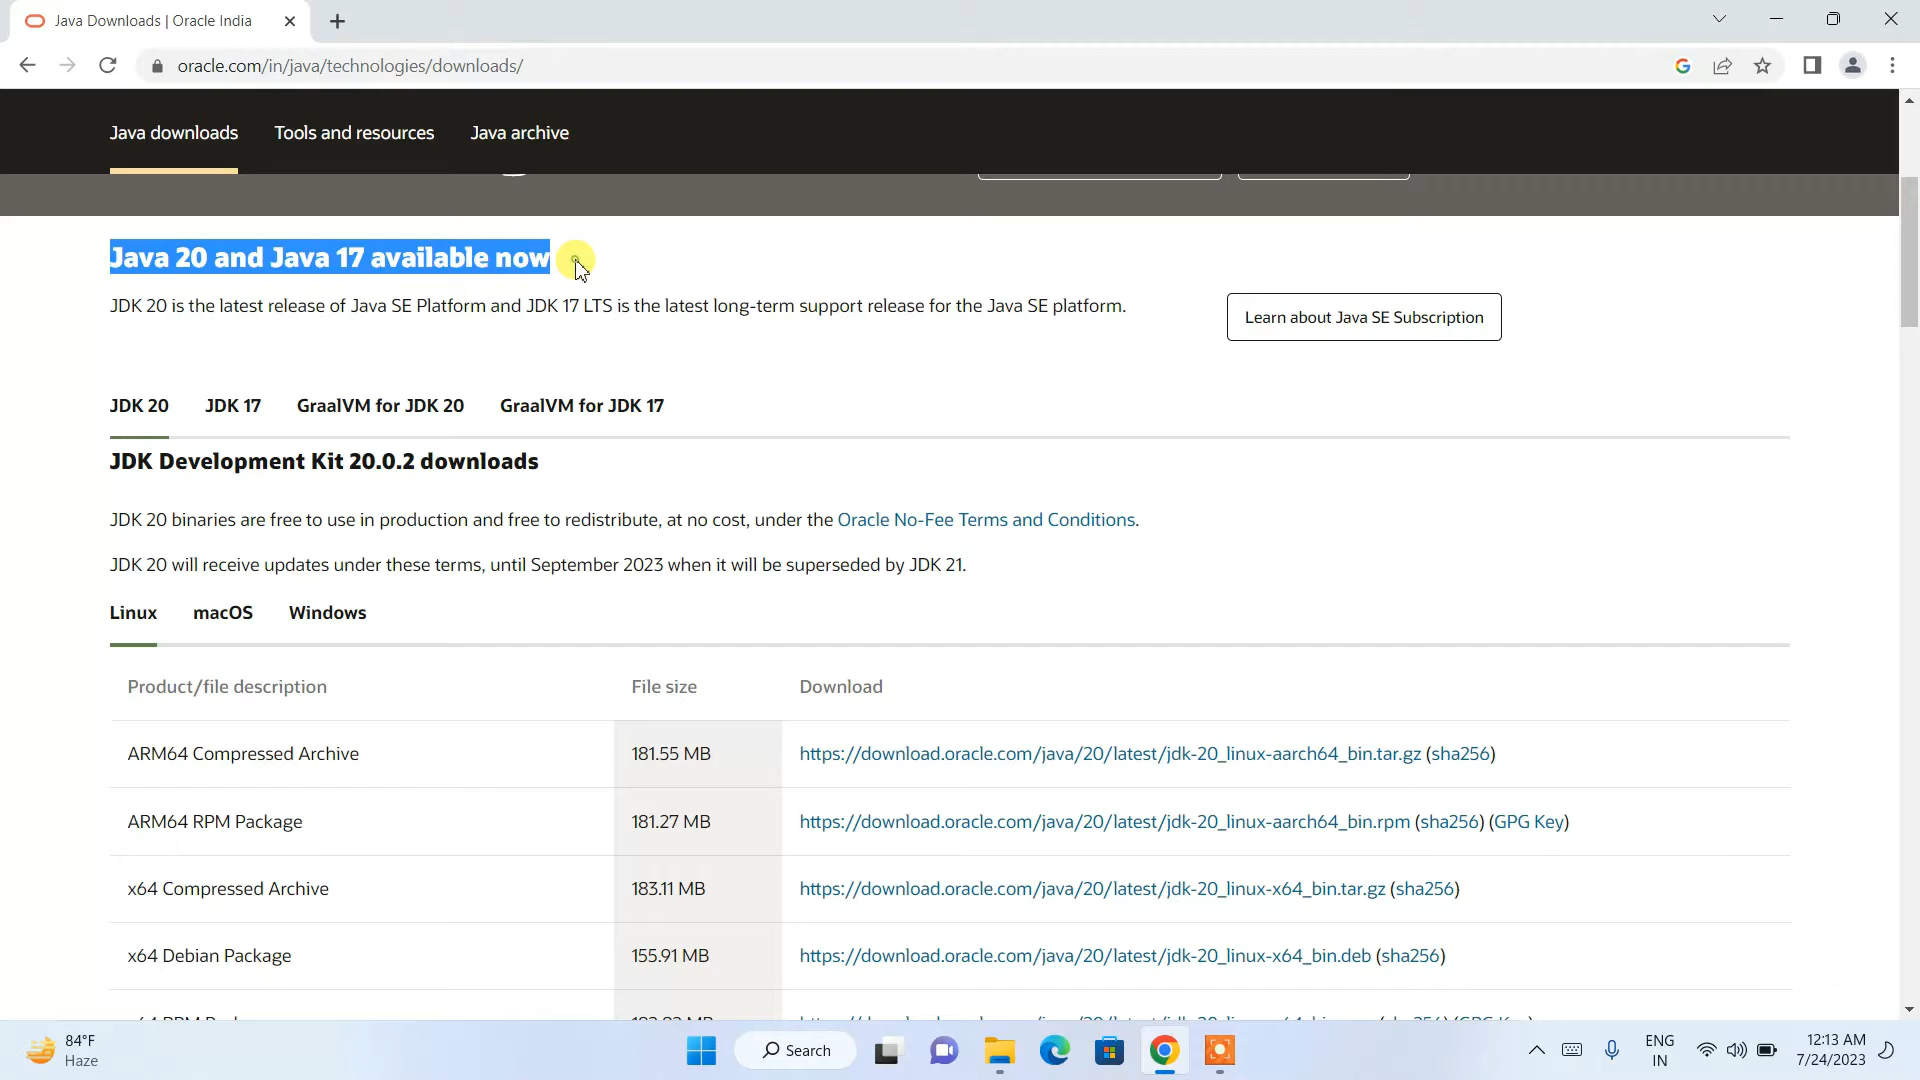 Java Downloads | Oracle India
oracle.com/in/java/technologies/downloads/
Java downloads Tools and resources Java archive
Java 20 and Java 17 available now
JDK 20 is the latest release of Java SE Platform and JDK 17 LTS is the latest long-term support release for the Java SE platform.
Learn about Java SE Subscription
JDK 20 JDK 17 GraalVM for JDK 20 GraalVM for JDK 17
JDK Development Kit 20.0.2 downloads
JDK 20 binaries are free to use in production and free to redistribute, at no cost, under the Oracle No-Fee Terms and Conditions.
JDK 20 will receive updates under these terms, until September 2023 when it will be superseded by JDK 21.
Linux macOS Windows
Product/file description File size Download
ARM64 Compressed Archive 181.55 MB https://download.oracle.com/java/20/latest/jdk-20_linux-aarch64_bin.tar.gz (sha256)
ARM64 RPM Package 181.27 MB https://download.oracle.com/java/20/latest/jdk-20_linux-aarch64_bin.rpm (sha256) (GPG Key)
x64 Compressed Archive 183.11 MB https://download.oracle.com/java/20/latest/jdk-20_linux-x64_bin.tar.gz (sha256)
x64 Debian Package 155.91 MB https://download.oracle.com/java/20/latest/jdk-20_linux-x64_bin.deb (sha256)
84°F
Haze
Search
ENG
IN
12:13 AM
7/24/2023